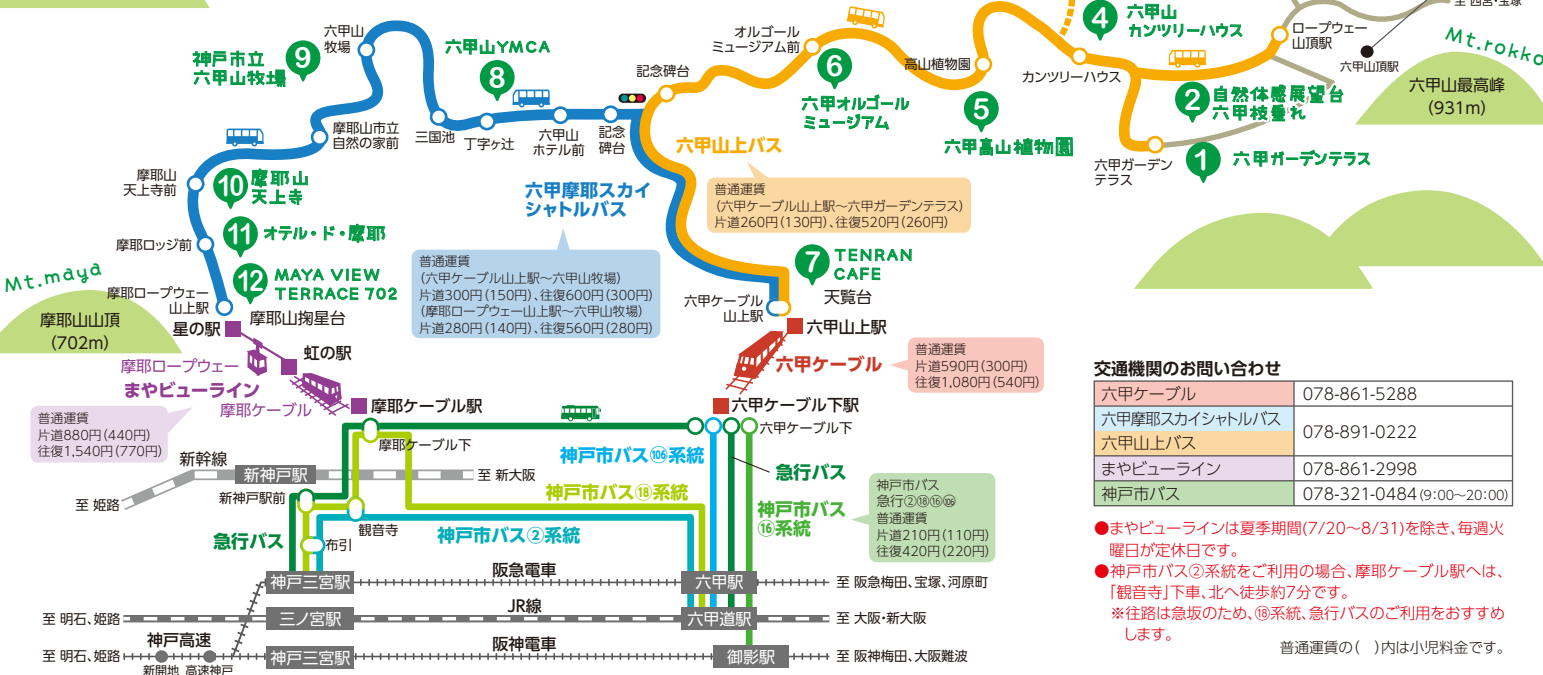 至 西宮・宝塚
Mt.rokko
六甲山最高峰
(931m)
ロープウェー
山頂駅
六甲山頂駅
4
六甲山
カンツリーハウス
カンツリーハウス
2
自然体感展望台
六甲枝垂れ
六甲ガーデン
テラス
1
六甲ガーデンテラス
高山植物園
5
六甲高山植物園
オルゴール
ミュージアム前
6
六甲オルゴール
ミュージアム
記念碑台
六甲山上バス
普通運賃
(六甲ケーブル山上駅〜六甲ガーデンテラス)
片道260円(130円)、往復520円(260円)
7
TENRAN
CAFE
天覧台
六甲ケーブル
山上駅
六甲山上駅
六甲ケーブル
普通運賃
片道590円(300円)
往復1,080円(540円)
六甲ケーブル下駅
六甲ケーブル下
六甲山
牧場
神戸市立
六甲山牧場
9
六甲山YMCA
8
三国池
丁字ヶ辻
六甲山
ホテル前
記念
碑台
摩耶山市立
自然の家前
六甲摩耶スカイ
シャトルバス
普通運賃
(六甲ケーブル山上駅〜六甲山牧場)
片道300円(150円)、往復600円(300円)
(摩耶ロープウェー山上駅〜六甲山牧場)
片道280円(140円)、往復560円(280円)
摩耶山
天上寺前
10
摩耶山
天上寺
摩耶ロッジ前
11
オテル・ド・摩耶
12
MAYA VIEW
TERRACE 702
摩耶ロープウェー
山上駅
摩耶山掬星台
Mt.maya
摩耶山山頂
(702m)
星の駅
虹の駅
摩耶ロープウェー
まやビューライン
摩耶ケーブル
摩耶ケーブル駅
普通運賃
片道880円(440円)
往復1,540円(770円)
摩耶ケーブル下
新幹線
新神戸駅
至 新大阪
至 姫路
新神戸駅前
観音寺
布引
急行バス
神戸市バス⑱系統
神戸市バス②系統
神戸市バス106系統
急行バス
神戸市バス
⑯系統
神戸市バス
急行②⑱⑯106
普通運賃
片道210円(110円)
往復420円(220円)
神戸三宮駅
阪急電車
六甲駅
至 阪急梅田、宝塚、河原町
至 明石、姫路
三ノ宮駅
JR線
六甲道駅
至 大阪・新大阪
神戸高速
至 明石、姫路
新開地
高速神戸
神戸三宮駅
阪神電車
御影駅
至 阪神梅田、大阪難波
交通機関のお問い合わせ
六甲ケーブル 078-861-5288
六甲摩耶スカイシャトルバス
六甲山上バス 078-891-0222
まやビューライン 078-861-2998
神戸市バス 078-321-0484(9:00〜20:00)
●まやビューラインは夏季期間(7/20〜8/31)を除き、毎週火
曜日が定休日です。
●神戸市バス②系統をご利用の場合、摩耶ケーブル駅へは、
「観音寺」下車、北へ徒歩約7分です。
※往路は急坂のため、⑱系統、急行バスのご利用をおすすめ
します。
普通運賃の( )内は小児料金です。